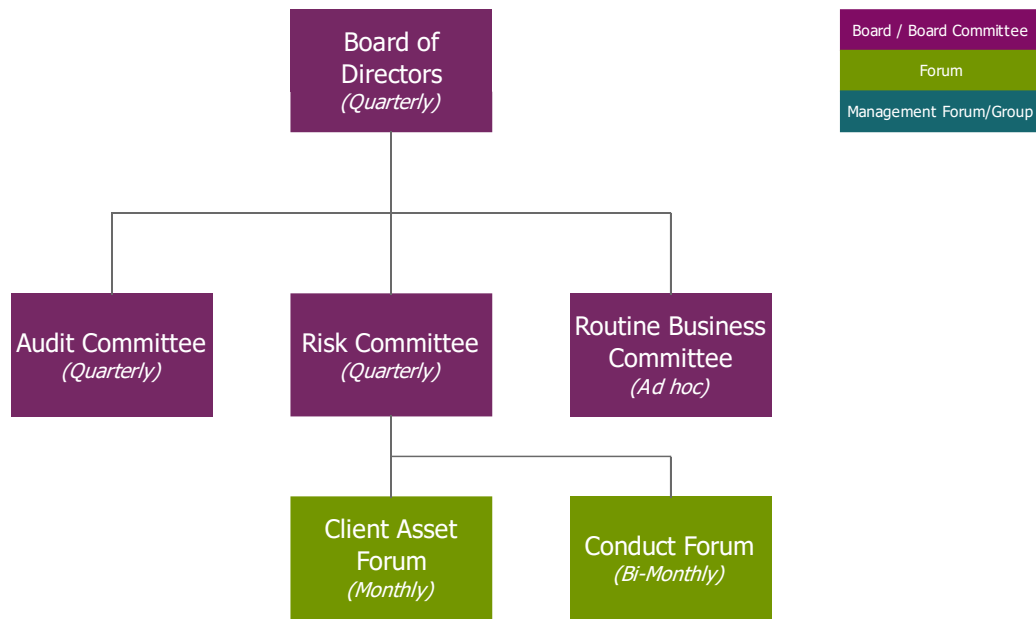 Board of
Directors
(Quarterly)
Board / Board Committee
Forum
Management Forum/Group
Audit Committee
(Quarterly)
Risk Committee
(Quarterly)
Routine Business
Committee
(Ad hoc)
Client Asset
Forum
(Monthly)
Conduct Forum
(Bi-Monthly)